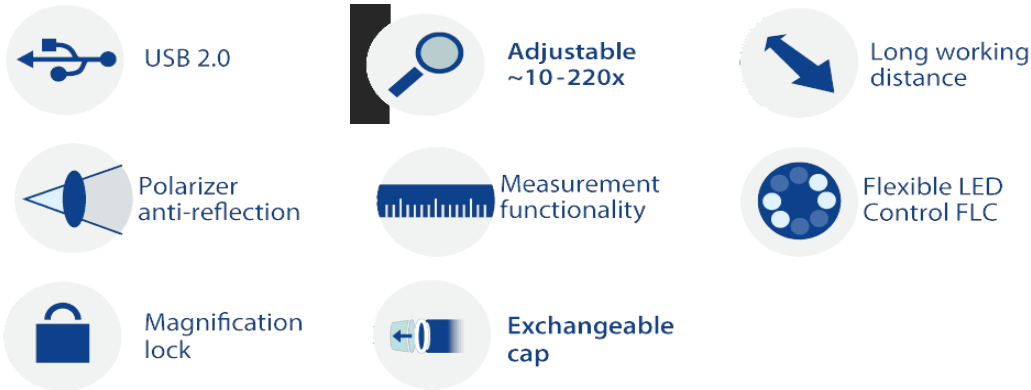 USB 2.0
Adjustable
~10-220x
Long working
distance
Polarizer
anti-reflection
Measurement
functionality
Flexible LED
Control FLC
Magnification
lock
Exchangeable
cap